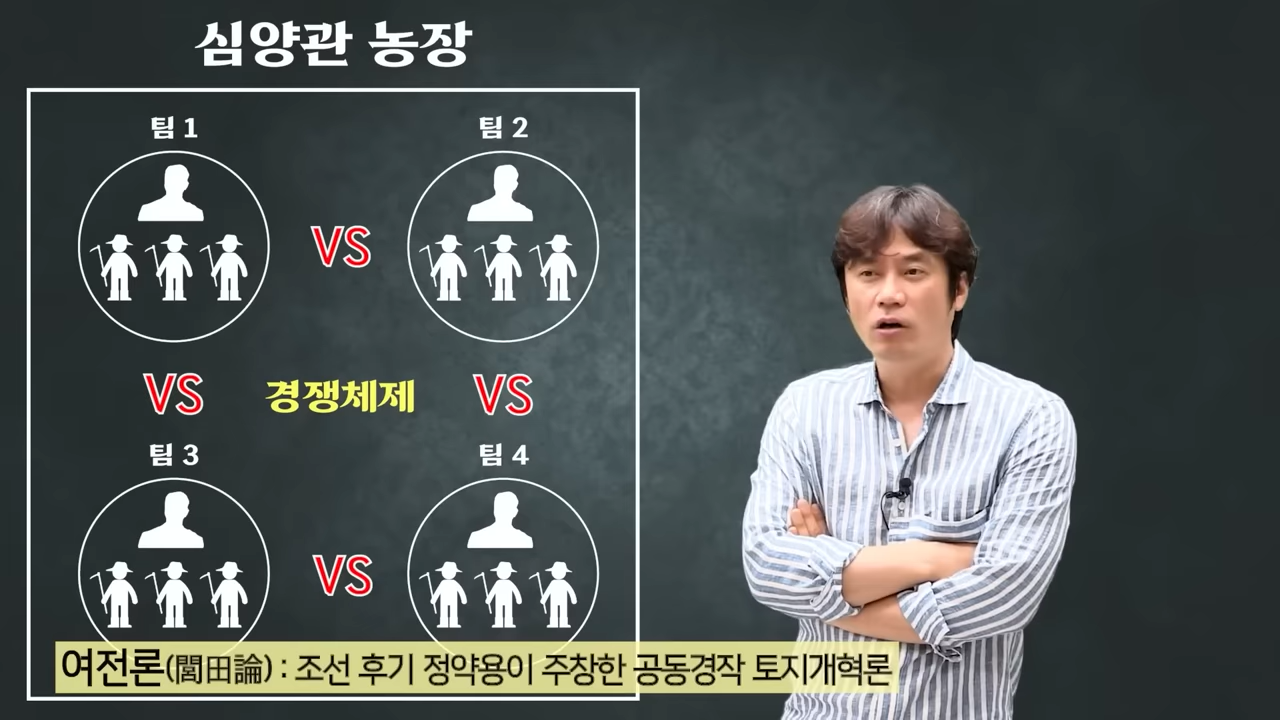 심양관 농장
팀 1
팀 2
VS
VS
경쟁체제
VS
팀 3
팀 4
VS
여전론(閭田論) : 조선 후기 정약용이 주창한 공동경작 토지개혁론